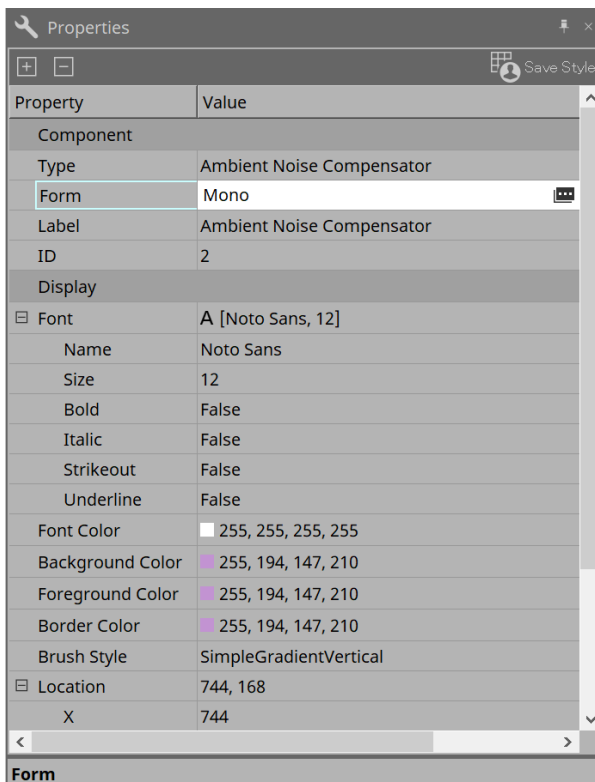 Properties
Save Style
Property Value
Component
Type Ambient Noise Compensator
Form Mono
Label Ambient Noise Compensator
ID 2
Display
Font A [Noto Sans, 12]
Name Noto Sans
Size 12
Bold False
Italic False
Strikeout False
Underline False
Font Color 255, 255, 255, 255
Background Color 255, 194, 147, 210
Foreground Color 255, 194, 147, 210
Border Color 255, 194, 147, 210
Brush Style SimpleGradientVertical
Location 744, 168
X 744
Form